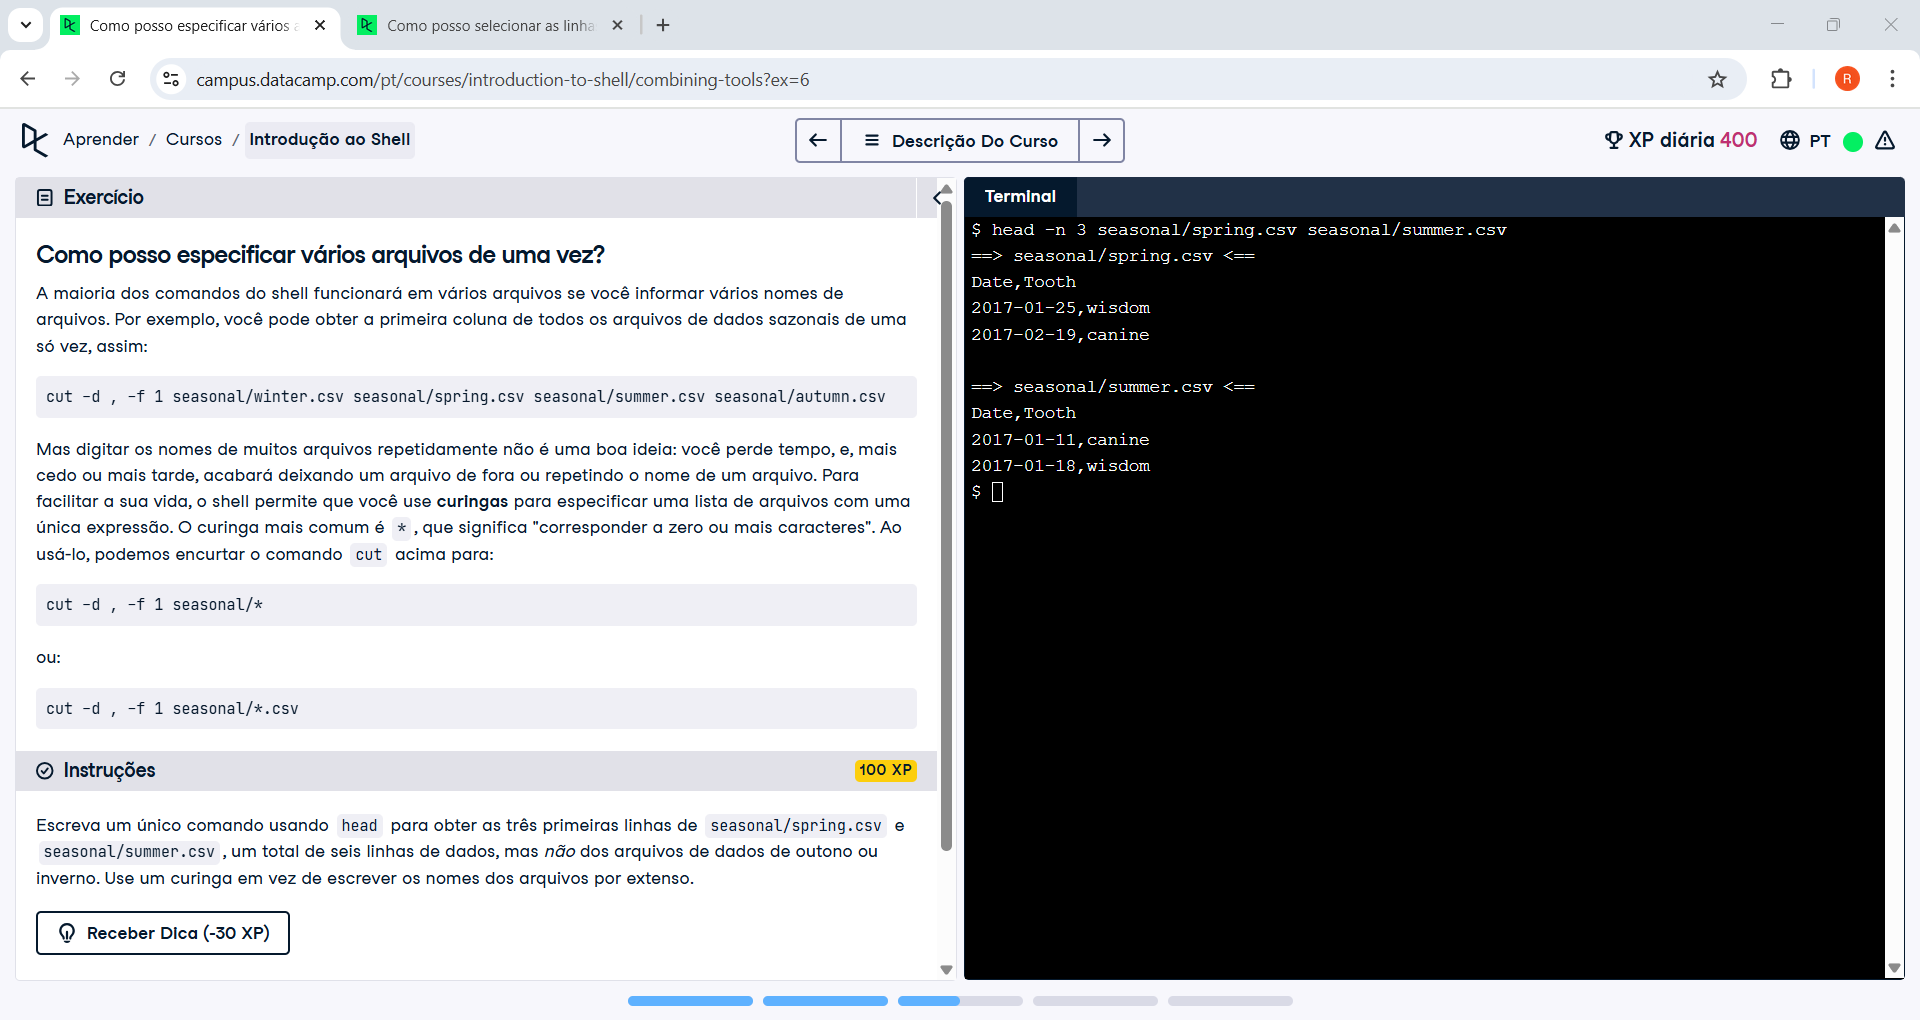 Como posso especificar vários a
Como posso selecionar as linha
campus.datacamp.com/pt/courses/introduction-to-shell/combining-tools?ex=6
R
Aprender / Cursos / Introdução ao Shell
Descrição Do Curso
XP diária 400
PT
Exercício
Como posso especificar vários arquivos de uma vez?
A maioria dos comandos do shell funcionará em vários arquivos se você informar vários nomes de
arquivos. Por exemplo, você pode obter a primeira coluna de todos os arquivos de dados sazonais de uma
só vez, assim:
cut -d , -f 1 seasonal/winter.csv seasonal/spring.csv seasonal/summer.csv seasonal/autumn.csv
Mas digitar os nomes de muitos arquivos repetidamente não é uma boa ideia: você perde tempo, e, mais
cedo ou mais tarde, acabará deixando um arquivo de fora ou repetindo o nome de um arquivo. Para
facilitar a sua vida, o shell permite que você use curingas para especificar uma lista de arquivos com uma
única expressão. O curinga mais comum é *, que significa "corresponder a zero ou mais caracteres". Ao
usá-lo, podemos encurtar o comando cut acima para:
cut -d , -f 1 seasonal/*
ou:
cut -d , -f 1 seasonal/*.csv
Instruções
100 XP
Escreva um único comando usando head para obter as três primeiras linhas de seasonal/spring.csv e
seasonal/summer.csv, um total de seis linhas de dados, mas não dos arquivos de dados de outono ou
inverno. Use um curinga em vez de escrever os nomes dos arquivos por extenso.
Receber Dica (-30 XP)
Terminal
$ head -n 3 seasonal/spring.csv seasonal/summer.csv
==> seasonal/spring.csv <==
Date,Tooth
2017-01-25,wisdom
2017-02-19,canine
==> seasonal/summer.csv <==
Date,Tooth
2017-01-11,canine
2017-01-18,wisdom
$